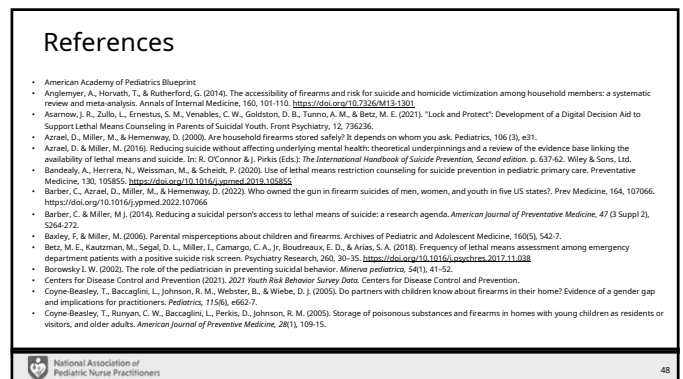 References
• American Academy of Pediatrics Blueprint
• Anglemyer, A., Horvath, T., & Rutherford, G. (2014). The accessibility of firearms and risk for suicide and homicide victimization among household members: a systematic
review and meta-analysis. Annals of Internal Medicine, 160, 101-110. https://doi.org/10.7326/M13-1301
• Asarnow, J. R., Zullo, L., Ernestus, S. M., Venables, C. W., Goldston, D. B., Tunno, A. M., & Betz, M. E. (2021). "Lock and Protect": Development of a Digital Decision Aid to
Support Lethal Means Counseling in Parents of Suicidal Youth. Front Psychiatry, 12, 736236.
• Azrael, D., Miller, M., & Hemenway, D. (2000). Are household firearms stored safely? It depends on whom you ask. Pediatrics, 106 (3), e31.
• Azrael, D. & Miller, M. (2016). Reducing suicide without affecting underlying mental health: theoretical underpinnings and a review of the evidence base linking the
availability of lethal means and suicide. In: R. O'Connor & J. Pirkis (Eds.): The International Handbook of Suicide Prevention, Second edition. p. 637-62. Wiley & Sons, Ltd.
• Bandealy, A., Herrera, N., Weissman, M., & Scheidt, P. (2020). Use of lethal means restriction counseling for suicide prevention in pediatric primary care. Preventative
Medicine, 130, 105855. https://doi.org/10.1016/j.ypmed.2019.105855
• Barber, C., Azrael, D., Miller, M., & Hemenway, D. (2022). Who owned the gun in firearm suicides of men, women, and youth in five US states?. Prev Medicine, 164, 107066.
https://doi.org/10.1016/j.ypmed.2022.107066
• Barber, C. & Miller, M J. (2014). Reducing a suicidal person's access to lethal means of suicide: a research agenda. American Journal of Preventative Medicine, 47 (3 Suppl 2),
S264-272.
• Baxley, F, & Miller, M. (2006). Parental misperceptions about children and firearms. Archives of Pediatric and Adolescent Medicine, 160(5), 542-7.
• Betz, M. E., Kautzman, M., Segal, D. L., Miller, I., Camargo, C. A., Jr, Boudreaux, E. D., & Arias, S. A. (2018). Frequency of lethal means assessment among emergency
department patients with a positive suicide risk screen. Psychiatry Research, 260, 30–35. https://doi.org/10.1016/j.psychres.2017.11.038
• Borowsky I. W. (2002). The role of the pediatrician in preventing suicidal behavior. Minerva pediatrica, 54(1), 41–52.
• Centers for Disease Control and Prevention (2021). 2021 Youth Risk Behavior Survey Data. Centers for Disease Control and Prevention.
• Coyne-Beasley, T., Baccaglini, L., Johnson, R. M., Webster, B., & Wiebe, D. J. (2005). Do partners with children know about firearms in their home? Evidence of a gender gap
and implications for practitioners. Pediatrics, 115(6), e662-7.
• Coyne-Beasley, T., Runyan, C. W., Baccaglini, L., Perkis, D., Johnson, R. M. (2005). Storage of poisonous substances and firearms in homes with young children as residents or
visitors, and older adults. American Journal of Preventive Medicine, 28(1), 109-15.
National Association of
Pediatric Nurse Practitioners
48